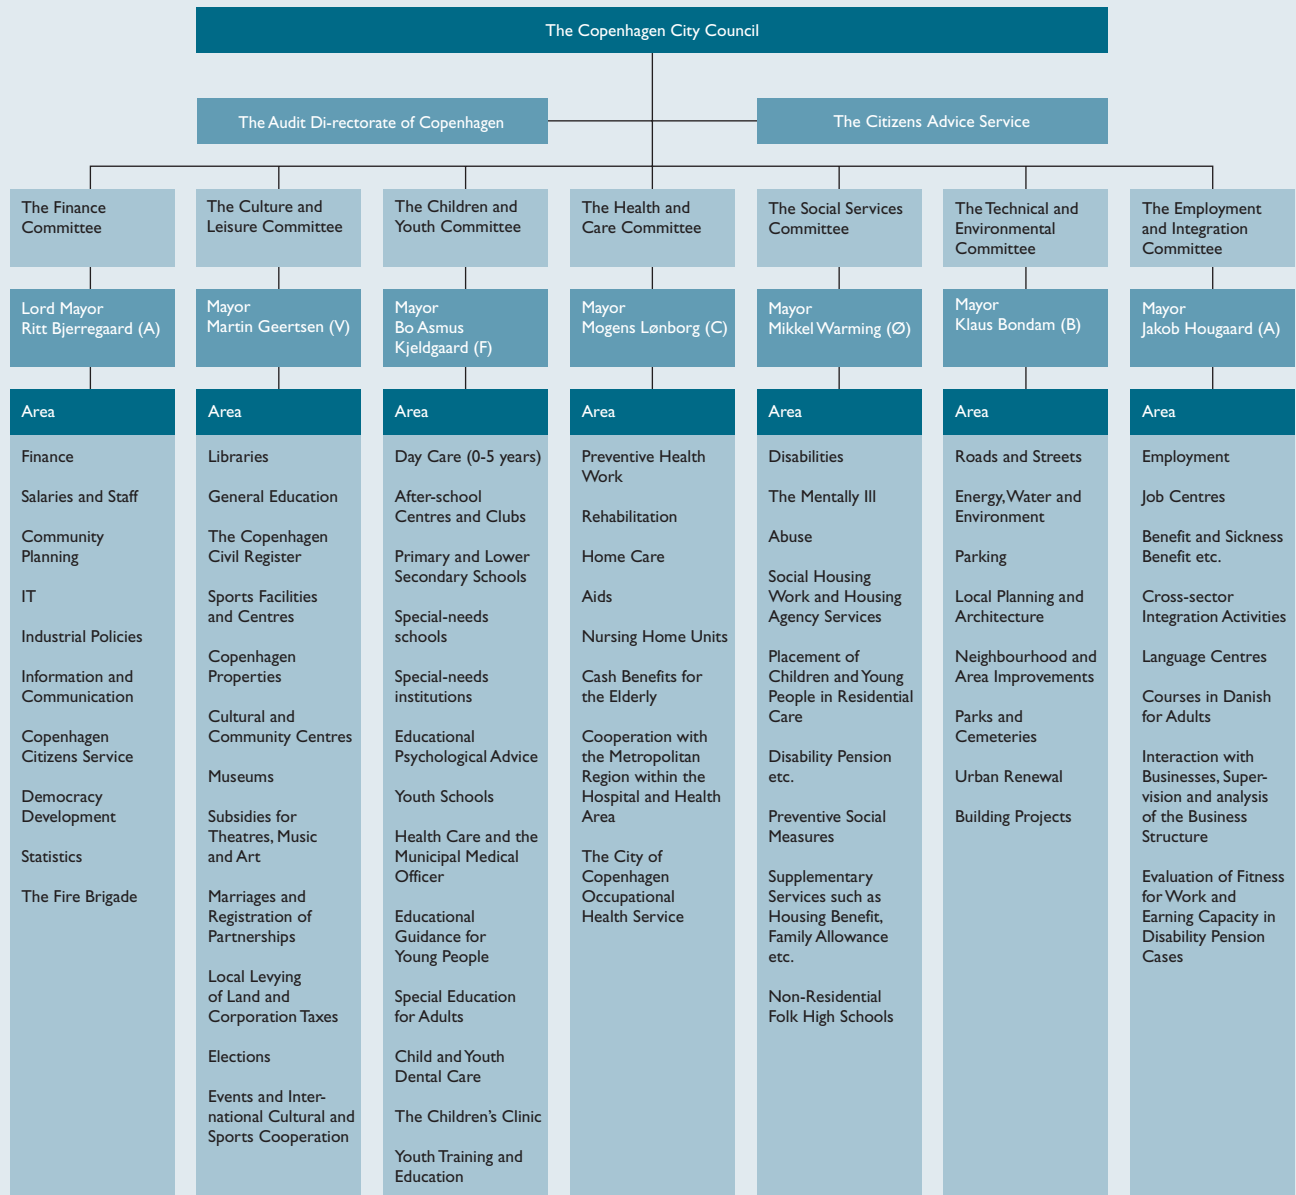 The Copenhagen City Council
The Audit Di-rectorate of Copenhagen
The Citizens Advice Service
The Finance
Committee
Lord Mayor
Ritt Bjerregaard (A)
Area
Finance
Salaries and Staff
Community
Planning
IT
Industrial Policies
Information and
Communication
Copenhagen
Citizens Service
Democracy
Development
Statistics
The Fire Brigade
The Culture and
Leisure Committee
Mayor
Martin Geertsen (V)
Area
Libraries
General Education
The Copenhagen
Civil Register
Sports Facilities
and Centres
Copenhagen
Properties
Cultural and
Community Centres
Museums
Subsidies for
Theatres, Music
and Art
Marriages and
Registration of
Partnerships
Local Levying
of Land and
Corporation Taxes
Elections
Events and Inter-
national Cultural and
Sports Cooperation
The Children and
Youth Committee
Mayor
Bo Asmus
Kjeldgaard (F)
Area
Day Care (0-5 years)
After-school
Centres and Clubs
Primary and Lower
Secondary Schools
Special-needs
schools
Special-needs
institutions
Educational
Psychological Advice
Youth Schools
Health Care and the
Municipal Medical
Officer
Educational
Guidance for
Young People
Special Education
for Adults
Child and Youth
Dental Care
The Children's Clinic
Youth Training and
Education
The Health and
Care Committee
Mayor
Mogens Lønborg (C)
Area
Preventive Health
Work
Rehabilitation
Home Care
Aids
Nursing Home Units
Cash Benefits for
the Elderly
Cooperation with
the Metropolitan
Region within the
Hospital and Health
Area
The City of
Copenhagen
Occupational
Health Service
The Social Services
Committee
Mayor
Mikkel Warming (Ø)
Area
Disabilities
The Mentally Ill
Abuse
Social Housing
Work and Housing
Agency Services
Placement of
Children and Young
People in Residential
Care
Disability Pension
etc.
Preventive Social
Measures
Supplementary
Services such as
Housing Benefit,
Family Allowance
etc.
Non-Residential
Folk High Schools
The Technical and
Environmental
Committee
Mayor
Klaus Bondam (B)
Area
Roads and Streets
Energy, Water and
Environment
Parking
Local Planning and
Architecture
Neighbourhood and
Area Improvements
Parks and
Cemeteries
Urban Renewal
Building Projects
The Employment
and Integration
Committee
Mayor
Jakob Hougaard (A)
Area
Employment
Job Centres
Benefit and Sickness
Benefit etc.
Cross-sector
Integration Activities
Language Centres
Courses in Danish
for Adults
Interaction with
Businesses, Super-
vision and analysis
of the Business
Structure
Evaluation of Fitness
for Work and
Earning Capacity in
Disability Pension
Cases